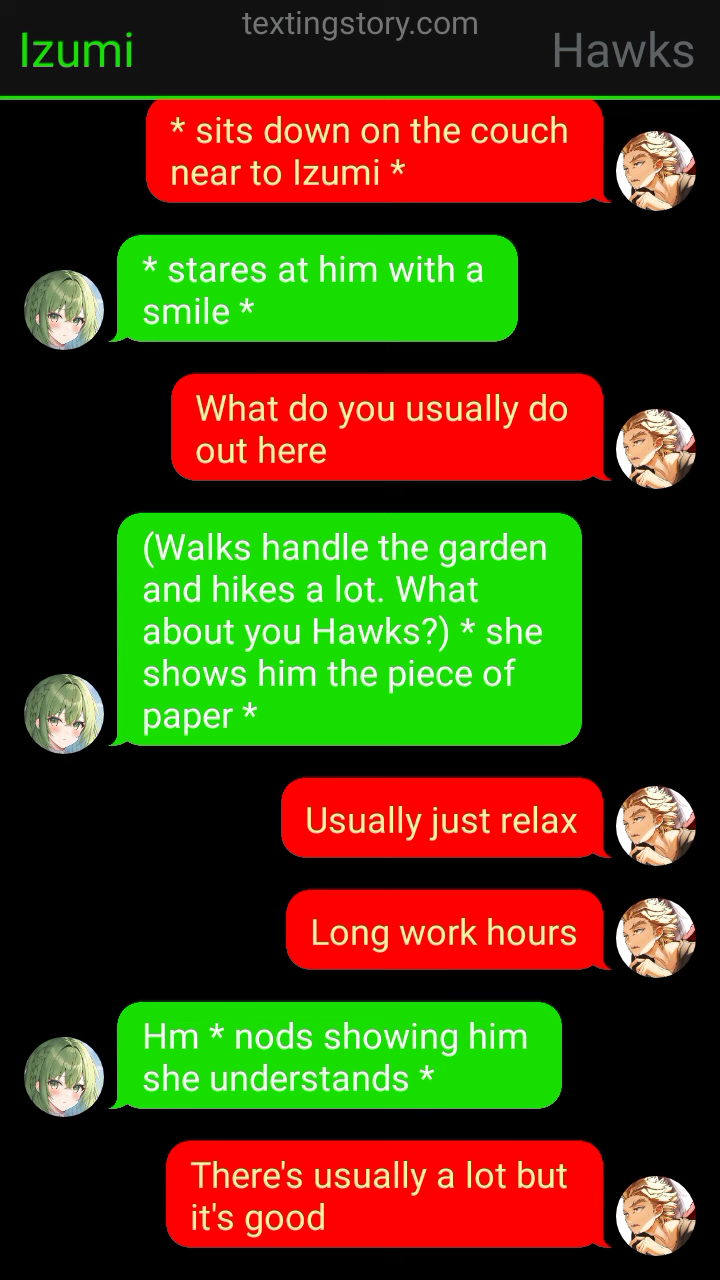 textingstory.com
Izumi
Hawks
* sits down on the couch
near to Izumi *
* stares at him with a
smile *
What do you usually do
out here
(Walks handle the garden
and hikes a lot. What
about you Hawks?) * she
shows him the piece of
paper *
Usually just relax
Long work hours
Hm * nods showing him
she understands *
There's usually a lot but
it's good